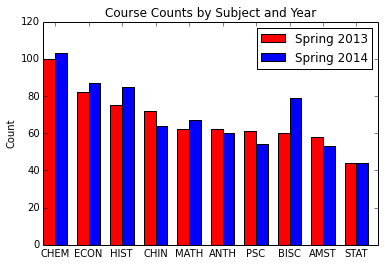 Course Counts by Subject and Year
120
100
80
60
40
20
0
Count
Spring 2013
Spring 2014
CHEM ECON HIST CHIN MATH ANTH PSC BISC AMST STAT